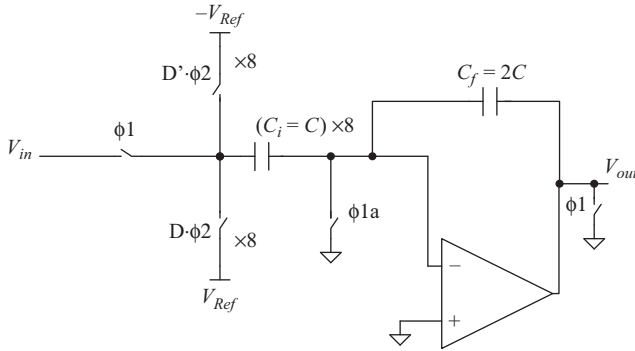 −V_Ref
D'·ϕ2
×8
C_f = 2C
(C_i = C) ×8
ϕ1
V_in
V_out
ϕ1a
ϕ1
D·ϕ2
×8
−
V_Ref
+